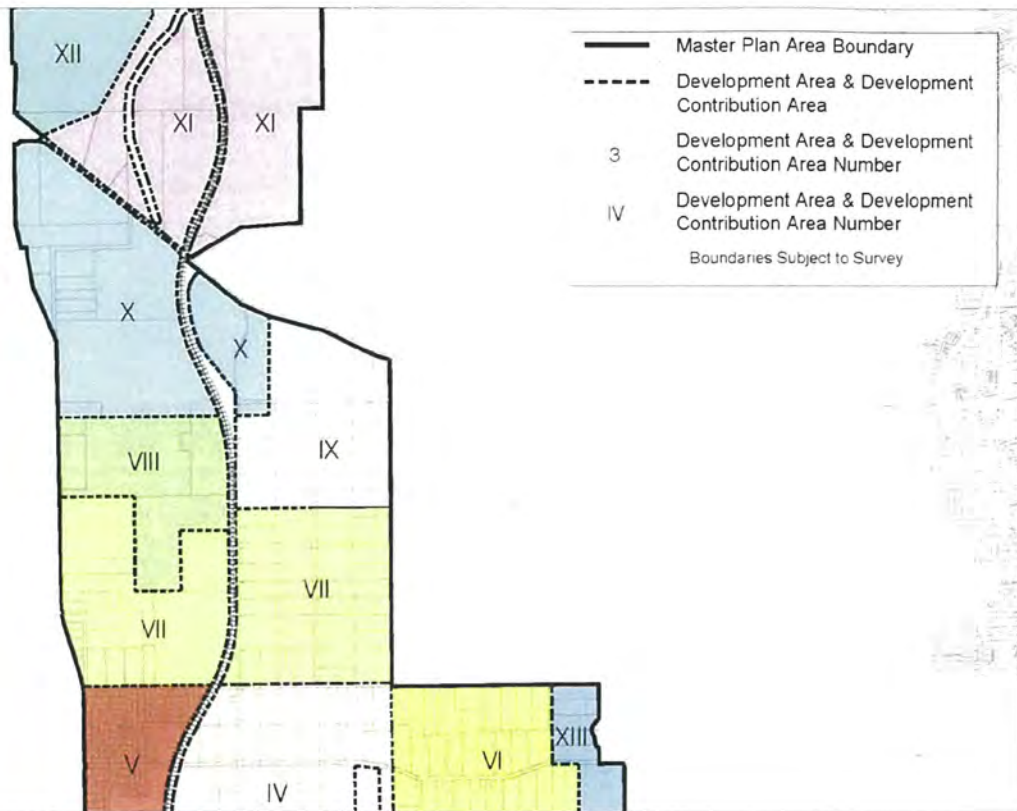 XII
XI
XI
X
X
IX
VIII
VII
VII
V
IV
VI
XIII
Master Plan Area Boundary
Development Area & Development
Contribution Area
3
Development Area & Development
Contribution Area Number
IV
Development Area & Development
Contribution Area Number
Boundaries Subject to Survey